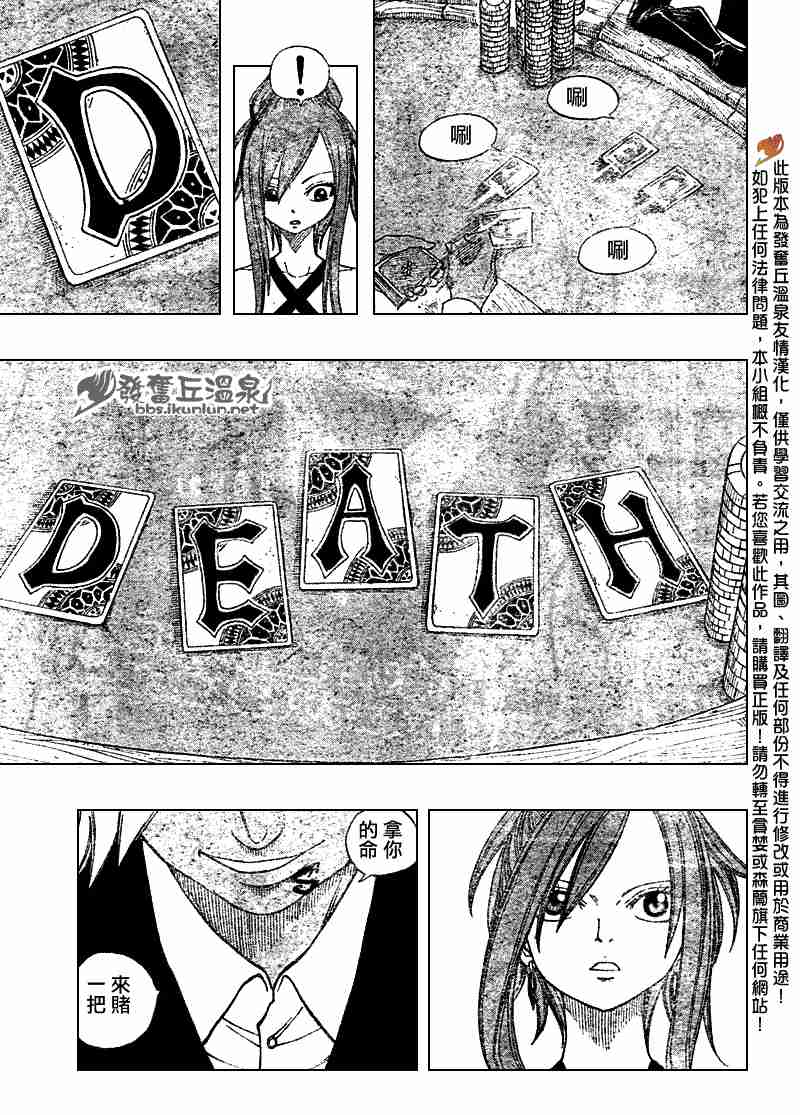 唰
唰
唰
!
D
發奮丘溫泉
bbs.ikunlun.net
D E A T H
拿你
的命
S
來賭
一把
此版本為發奮丘溫泉友情漢化，僅供學習交流之用，其圖、翻譯及任何部份不得進行修改或用於商業用途！
如犯上任何法律問題，本小組概不負責。若您喜歡此作品，請購買正版！請勿轉至貪婪或森蘭旗下任何網站！